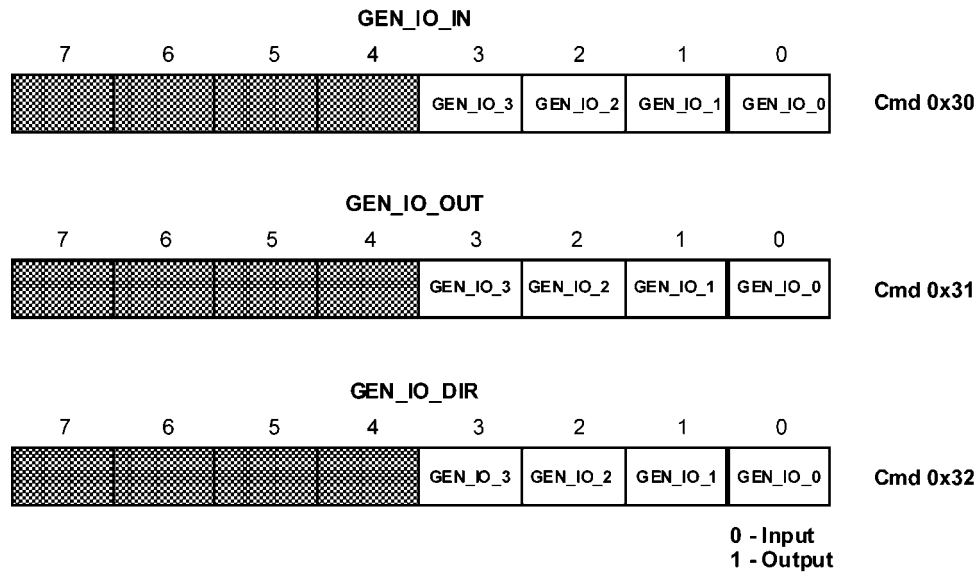 GEN_IO_IN
7 6 5 4 3 2 1 0
GEN_IO_3 GEN_IO_2 GEN_IO_1 GEN_IO_0 Cmd 0x30
GEN_IO_OUT
7 6 5 4 3 2 1 0
GEN_IO_3 GEN_IO_2 GEN_IO_1 GEN_IO_0 Cmd 0x31
GEN_IO_DIR
7 6 5 4 3 2 1 0
GEN_IO_3 GEN_IO_2 GEN_IO_1 GEN_IO_0 Cmd 0x32
0 - Input
1 - Output